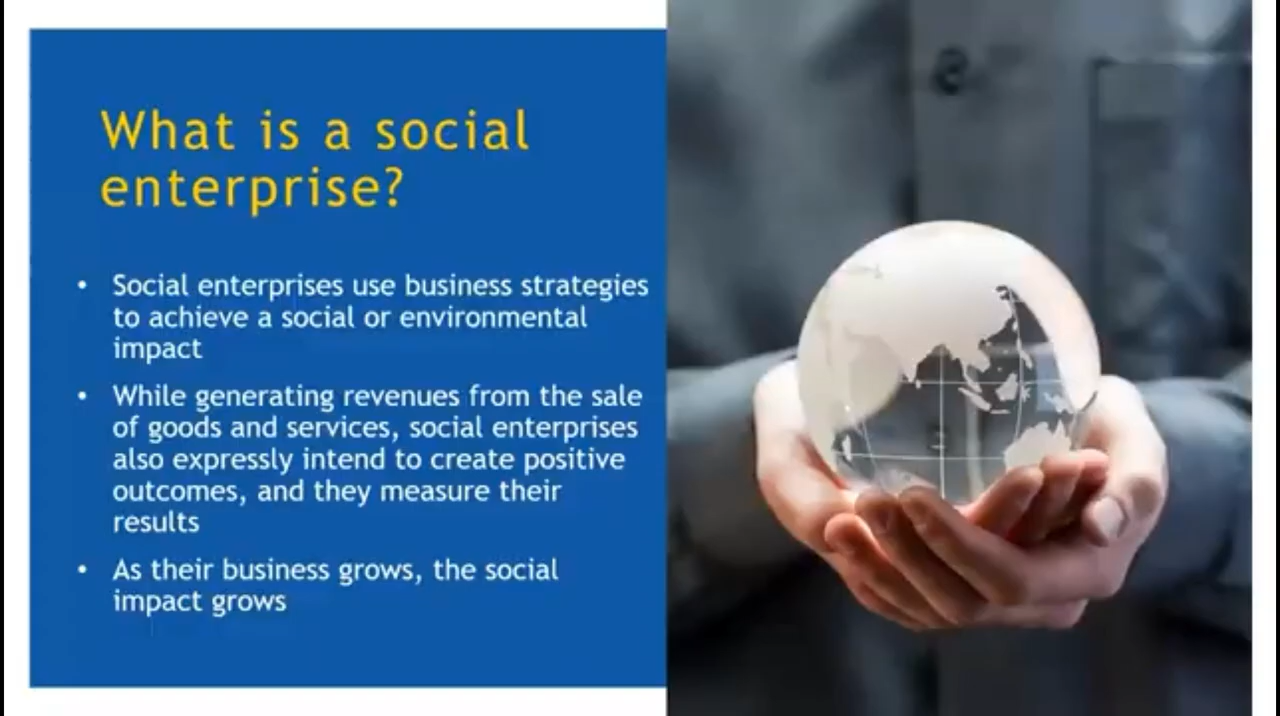 What is a social
enterprise?
• Social enterprises use business strategies
to achieve a social or environmental
impact
• While generating revenues from the sale
of goods and services, social enterprises
also expressly intend to create positive
outcomes, and they measure their
results
• As their business grows, the social
impact grows